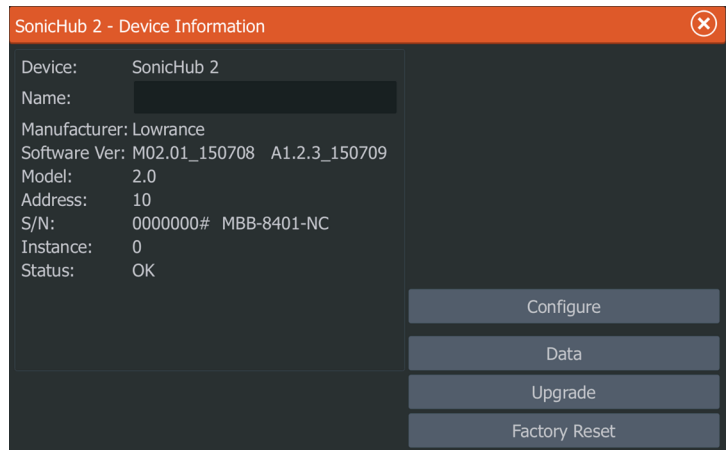 SonicHub 2 - Device Information
Device: SonicHub 2
Name:
Manufacturer: Lowrance
Software Ver: M02.01_150708 A1.2.3_150709
Model: 2.0
Address: 10
S/N: 0000000# MBB-8401-NC
Instance: 0
Status: OK
Configure
Data
Upgrade
Factory Reset